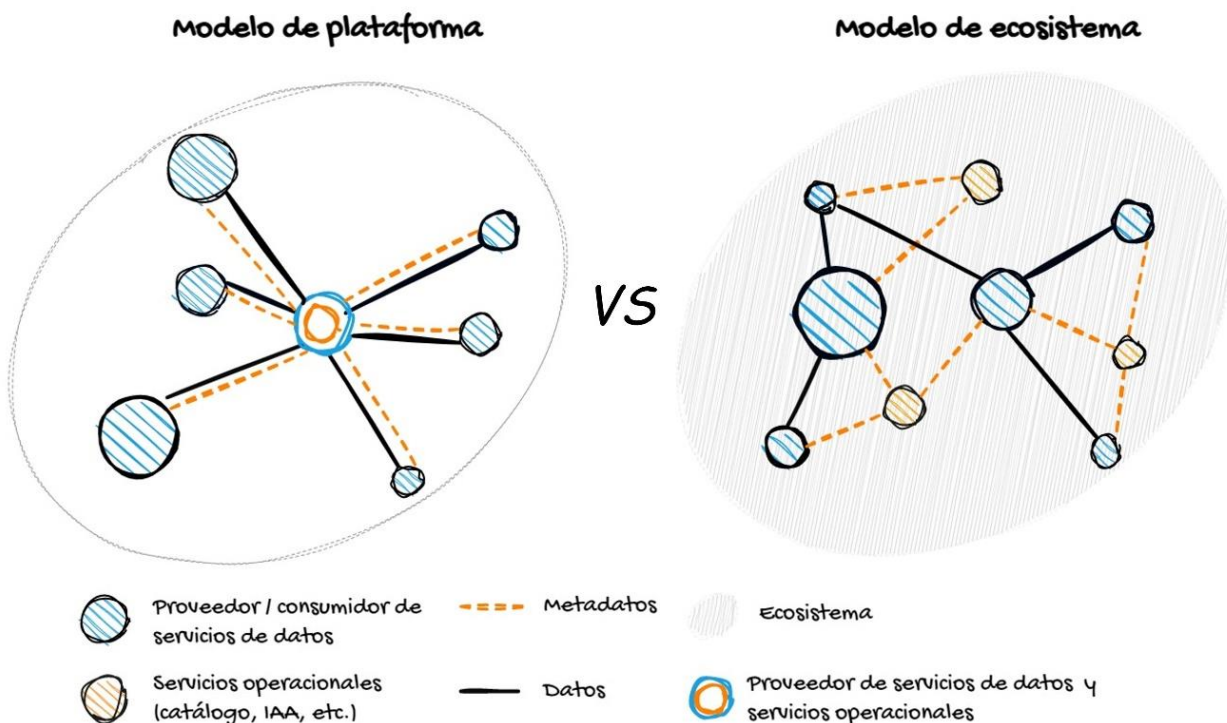 Modelo de plataforma
Modelo de ecosistema
VS
Proveedor / consumidor de
servicios de datos
Metadatos
Ecosistema
Servicios operacionales
(catálogo, IAA, etc.)
Datos
Proveedor de servicios de datos y
servicios operacionales